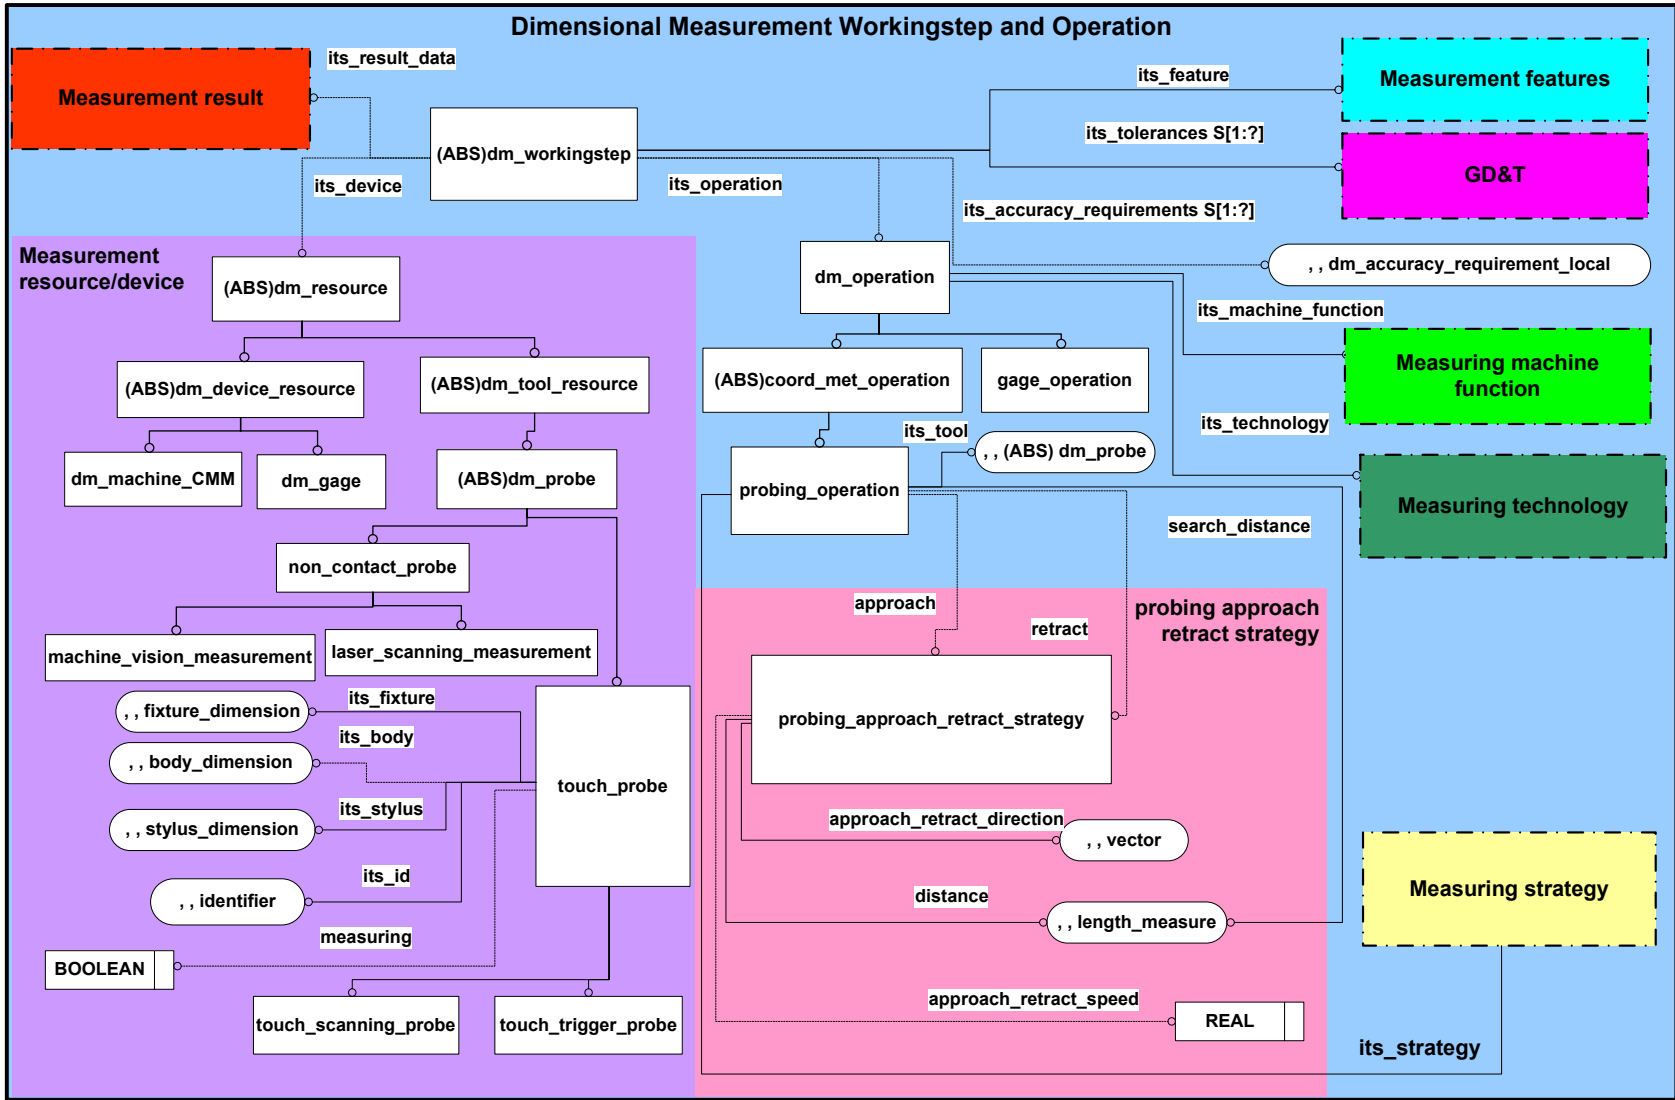 Dimensional Measurement Workingstep and Operation
its_result_data
Measurement result
its_feature
Measurement features
its_tolerances S[1:?]
(ABS)dm_workingstep
GD&T
its_device
its_operation
its_accuracy_requirements S[1:?]
Measurement
resource/device
(ABS)dm_resource
dm_operation
, , dm_accuracy_requirement_local
its_machine_function
(ABS)dm_device_resource
(ABS)dm_tool_resource
(ABS)coord_met_operation
gage_operation
Measuring machine
function
its_tool
its_technology
dm_machine_CMM
dm_gage
(ABS)dm_probe
, , (ABS) dm_probe
probing_operation
Measuring technology
search_distance
non_contact_probe
approach
retract
probing approach
retract strategy
machine_vision_measurement
laser_scanning_measurement
its_fixture
, , fixture_dimension
its_body
, , body_dimension
probing_approach_retract_strategy
touch_probe
its_stylus
, , stylus_dimension
approach_retract_direction
, , vector
its_id
, , identifier
distance
, , length_measure
Measuring strategy
measuring
BOOLEAN
approach_retract_speed
REAL
touch_scanning_probe
touch_trigger_probe
its_strategy